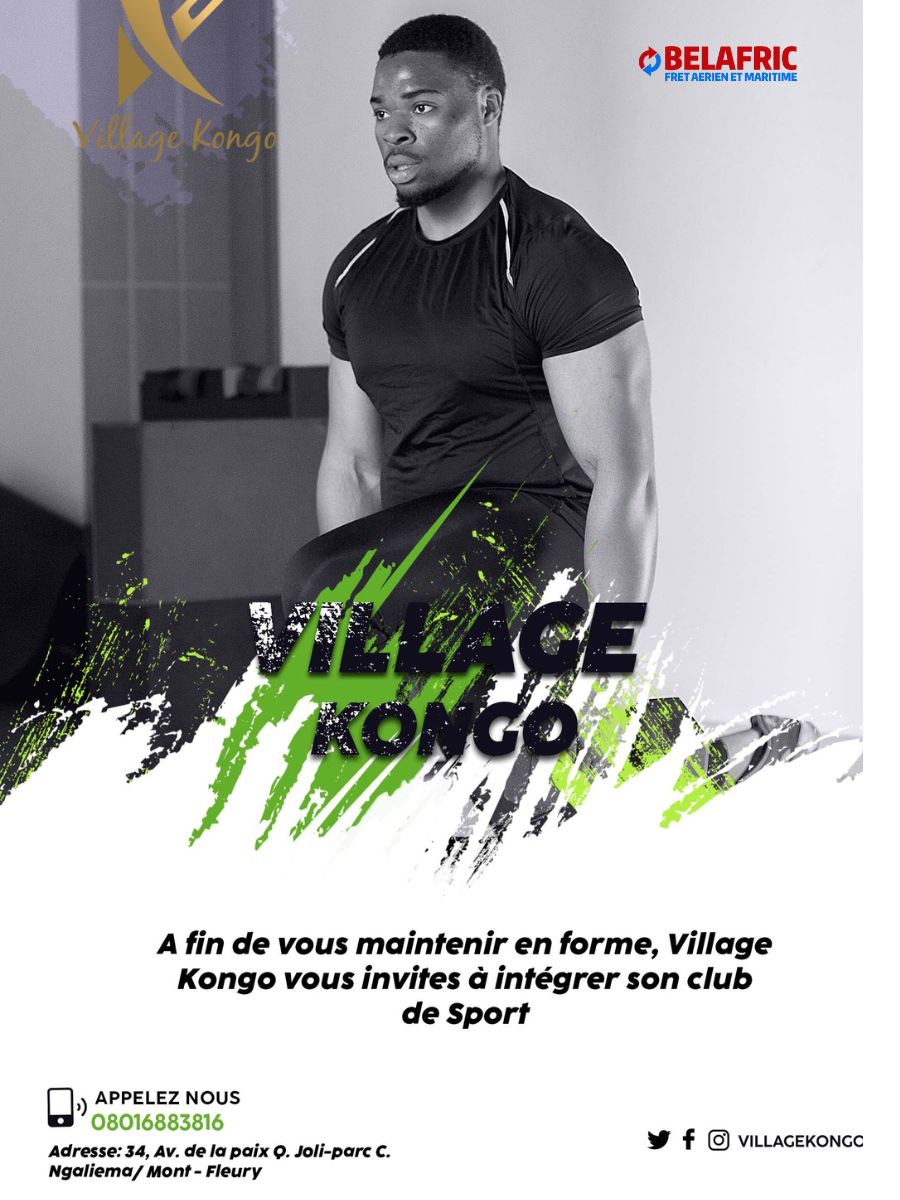 Village Kongo
BELAFRIC
FRET AERIEN ET MARITIME
VILLAGE
KONGO
A fin de vous maintenir en forme, Village
Kongo vous invites à intégrer son club
de Sport
APPELEZ NOUS
08016883816
Adresse: 34, Av. de la paix Q. Joli-parc C.
Ngaliema/ Mont - Fleury
VILLAGEKONGO